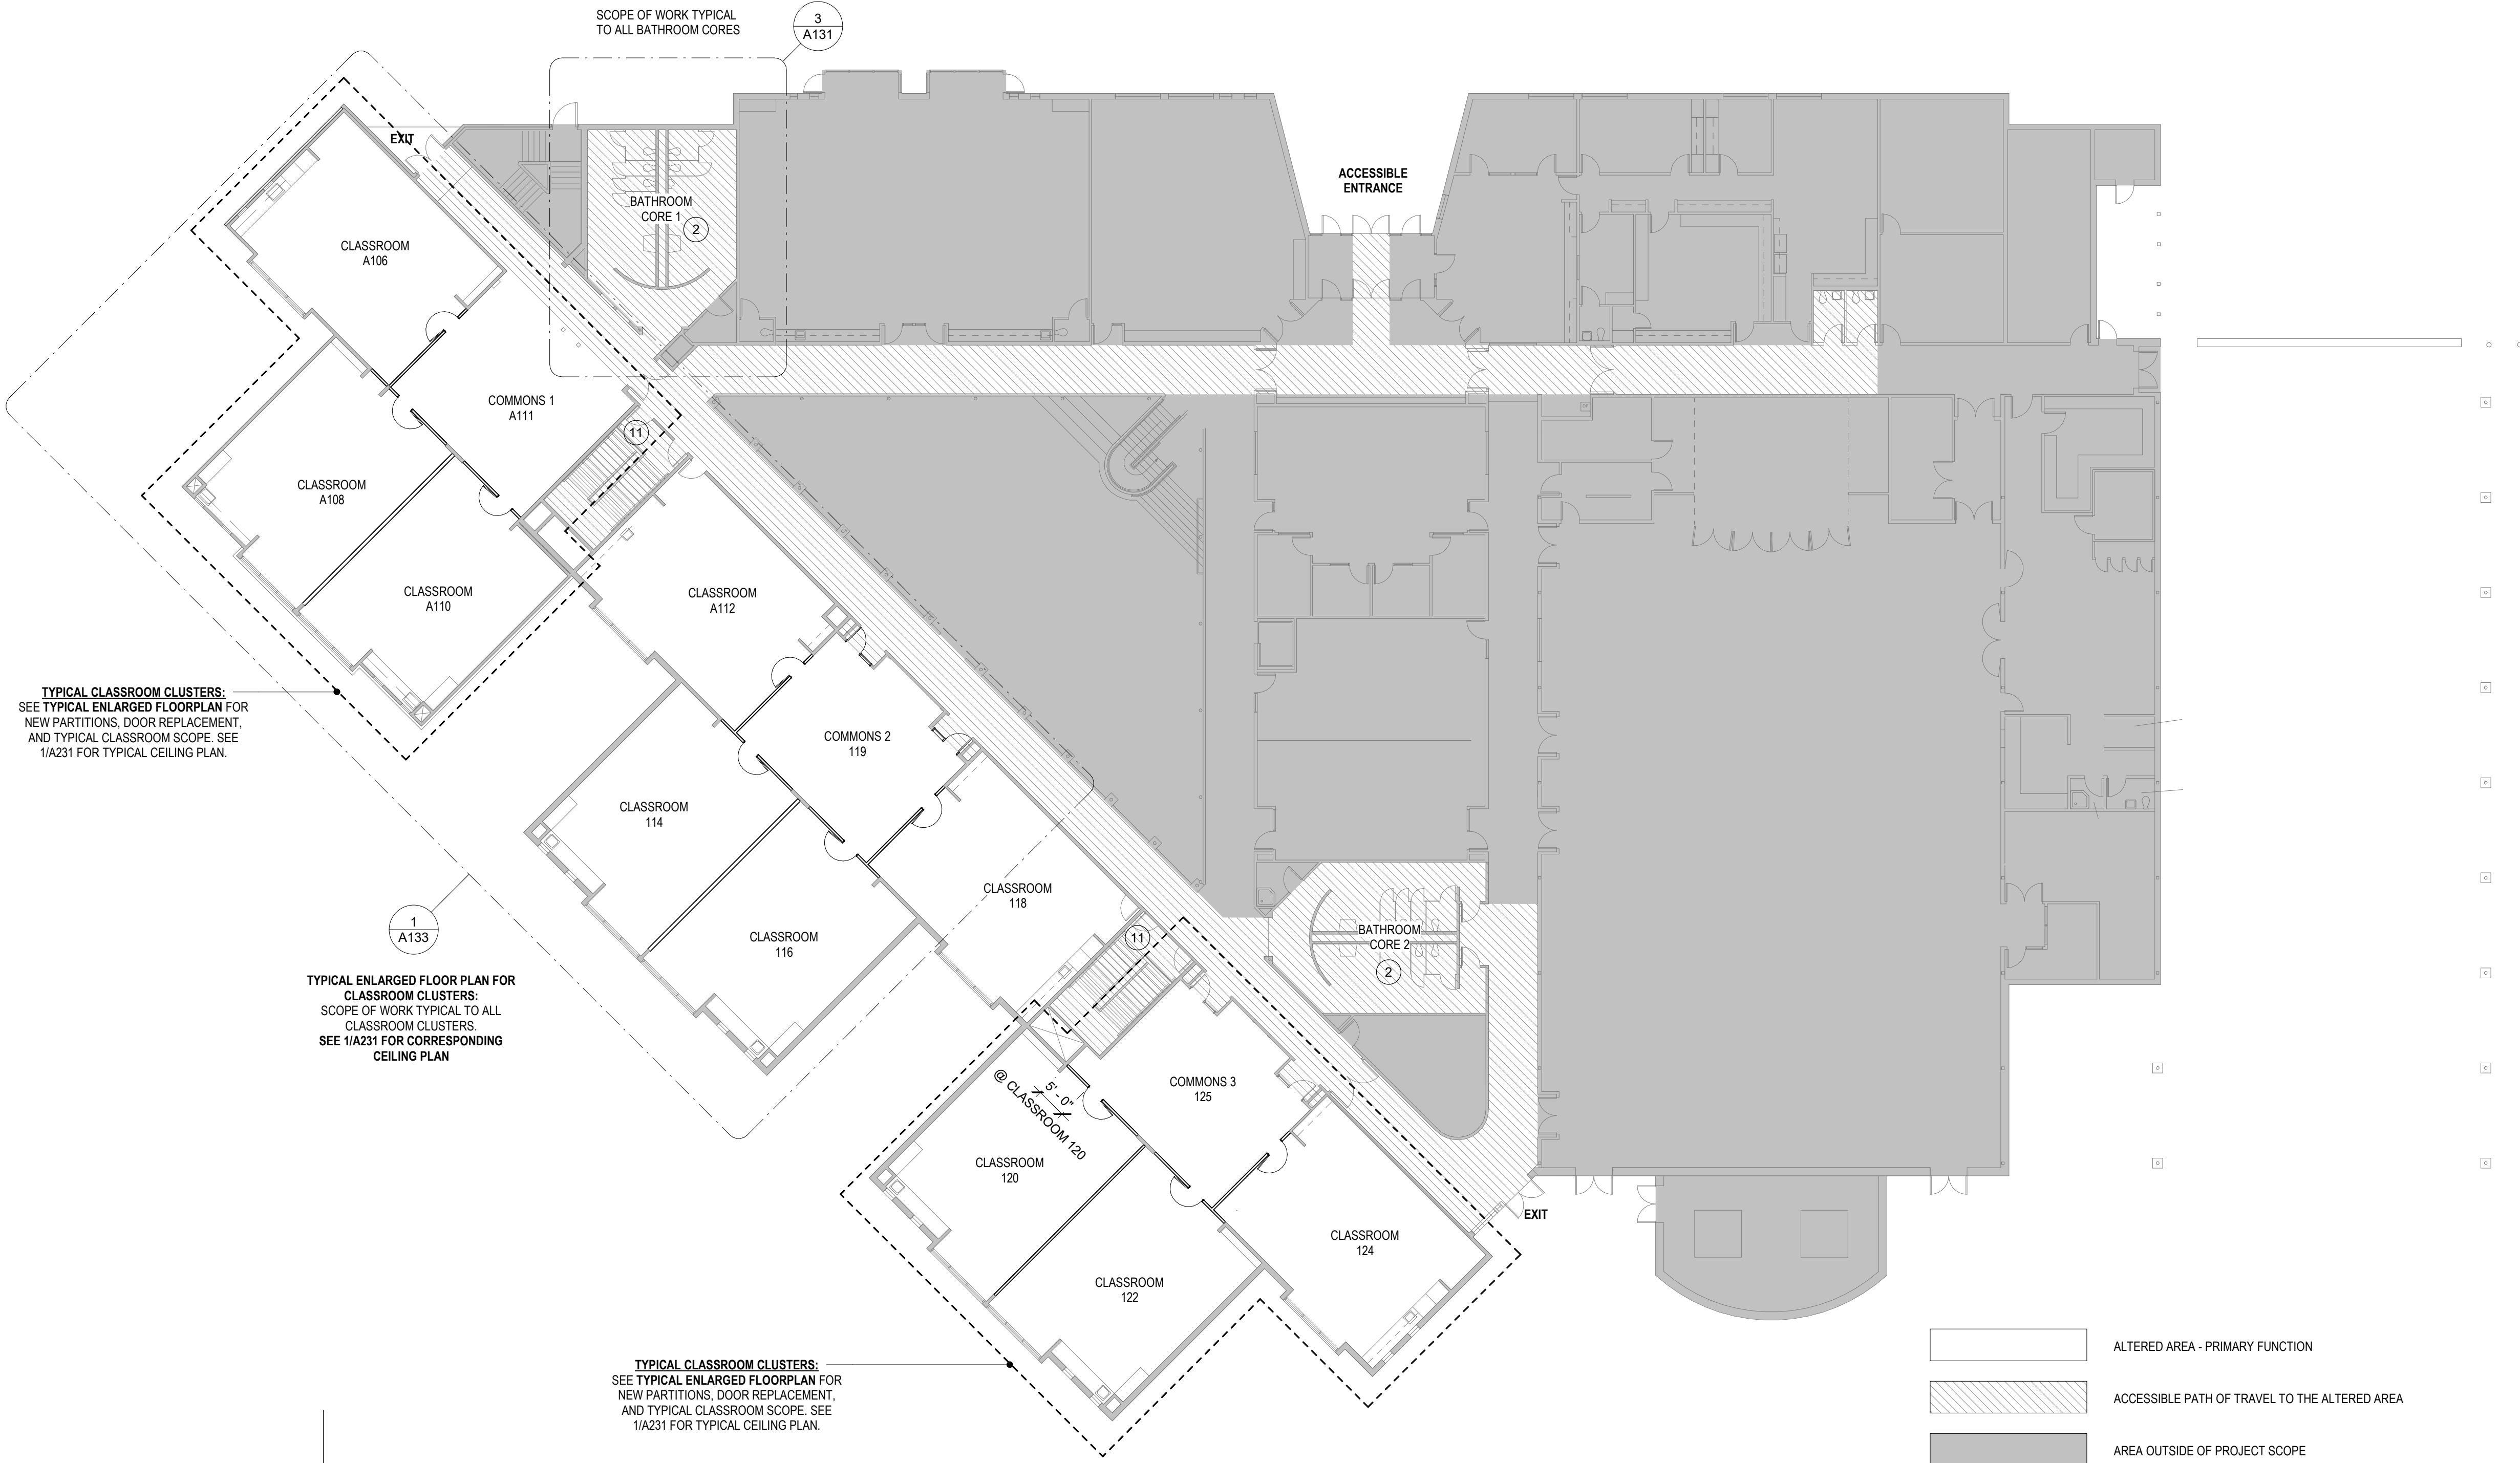 SCOPE OF WORK TYPICAL
TO ALL BATHROOM CORES
3
A131
EXIT
ACCESSIBLE
ENTRANCE
BATHROOM
CORE 1
2
CLASSROOM
A106
COMMONS 1
A111
11
CLASSROOM
A108
CLASSROOM
A110
CLASSROOM
A112
TYPICAL CLASSROOM CLUSTERS:
SEE TYPICAL ENLARGED FLOORPLAN FOR
NEW PARTITIONS, DOOR REPLACEMENT,
AND TYPICAL CLASSROOM SCOPE. SEE
1/A231 FOR TYPICAL CEILING PLAN.
COMMONS 2
119
CLASSROOM
114
CLASSROOM
118
CLASSROOM
116
1
A133
TYPICAL ENLARGED FLOOR PLAN FOR
CLASSROOM CLUSTERS:
SCOPE OF WORK TYPICAL TO ALL
CLASSROOM CLUSTERS.
SEE 1/A231 FOR CORRESPONDING
CEILING PLAN
11
BATHROOM
CORE 2
2
COMMONS 3
125
5' - 0"
@ CLASSROOM 120
CLASSROOM
120
EXIT
CLASSROOM
124
CLASSROOM
122
TYPICAL CLASSROOM CLUSTERS:
SEE TYPICAL ENLARGED FLOORPLAN FOR
NEW PARTITIONS, DOOR REPLACEMENT,
AND TYPICAL CLASSROOM SCOPE. SEE
1/A231 FOR TYPICAL CEILING PLAN.
ALTERED AREA - PRIMARY FUNCTION
ACCESSIBLE PATH OF TRAVEL TO THE ALTERED AREA
AREA OUTSIDE OF PROJECT SCOPE